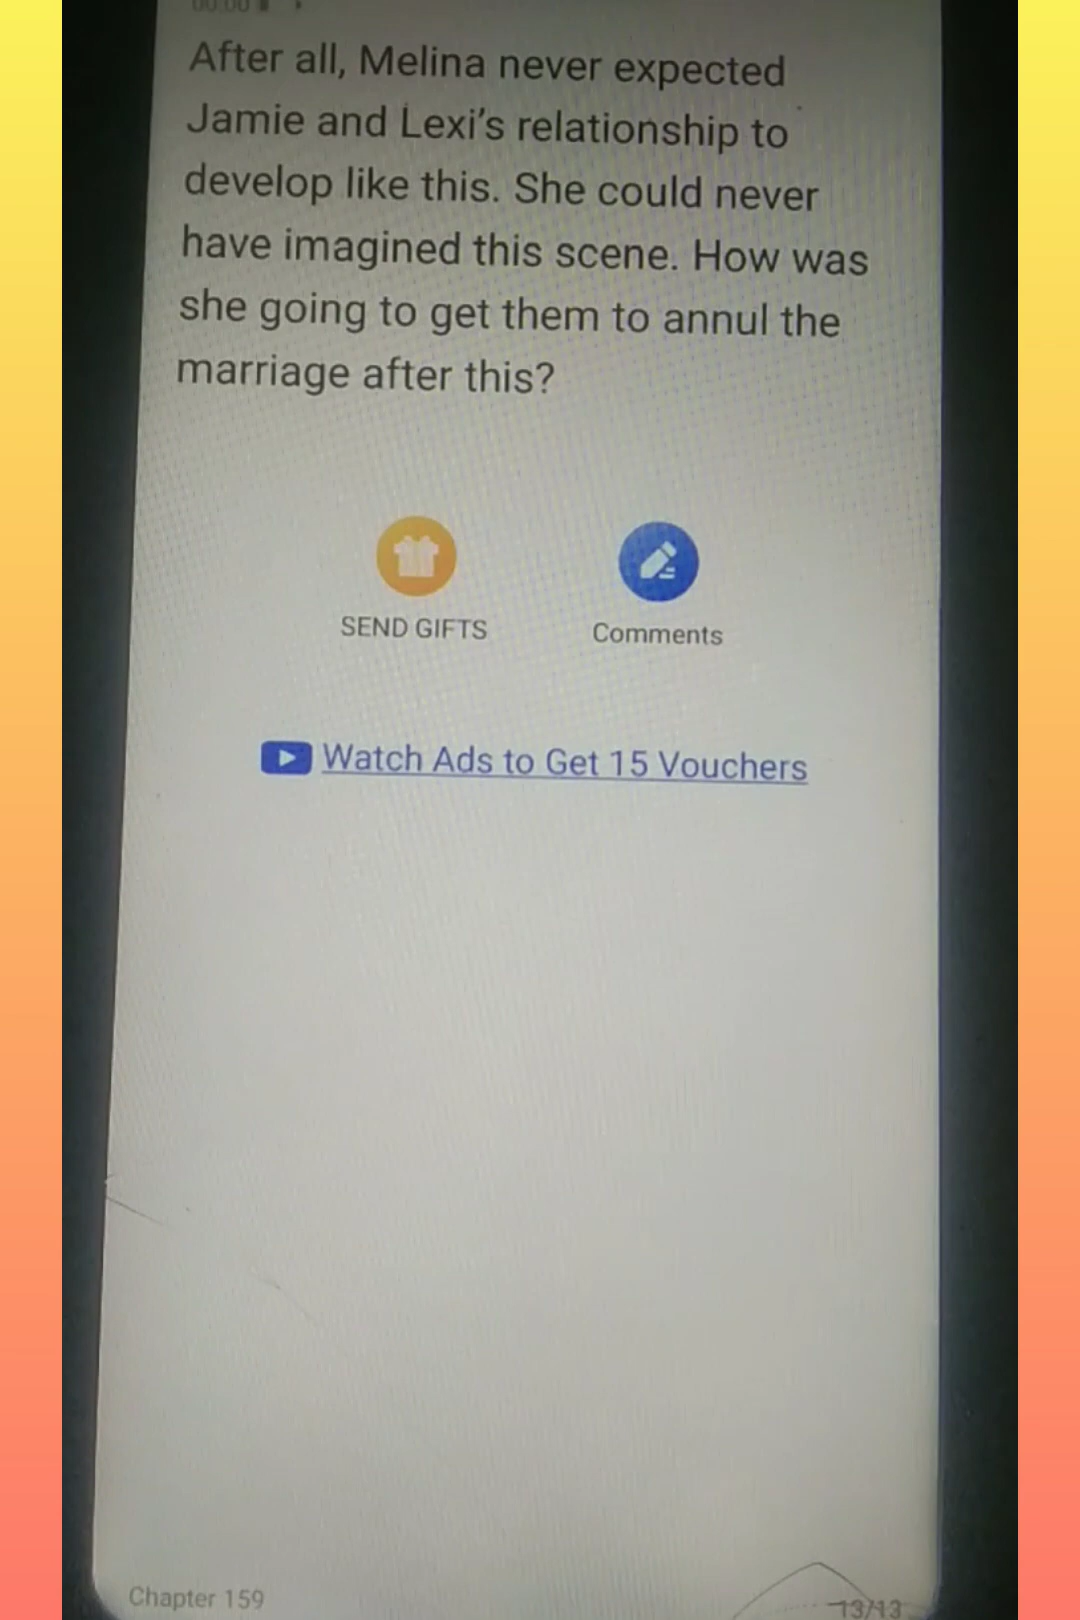 After all, Melina never expected
Jamie and Lexi's relationship to
develop like this. She could never
have imagined this scene. How was
she going to get them to annul the
marriage after this?
SEND GIFTS
Comments
Watch Ads to Get 15 Vouchers
Chapter 159
13/13